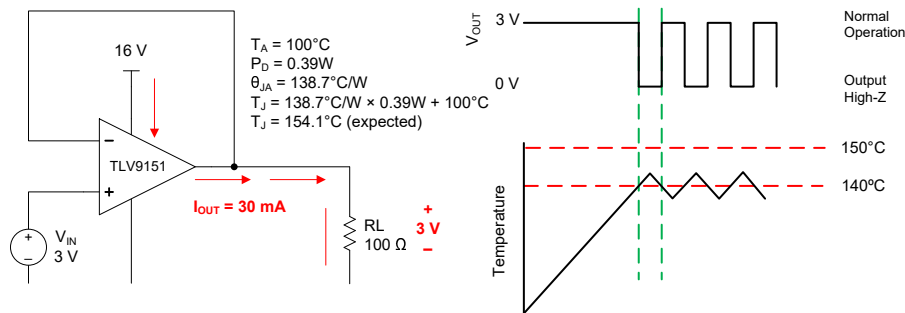 16 V
T_A = 100°C
P_D = 0.39W
θ_JA = 138.7°C/W
T_J = 138.7°C/W × 0.39W + 100°C
T_J = 154.1°C (expected)
–
TLV9151
+
I_OUT = 30 mA
+
–
V_IN
3 V
RL
100 Ω
+
3 V
–
V_OUT
3 V
0 V
Normal
Operation
Output
High-Z
Temperature
150°C
140ºC